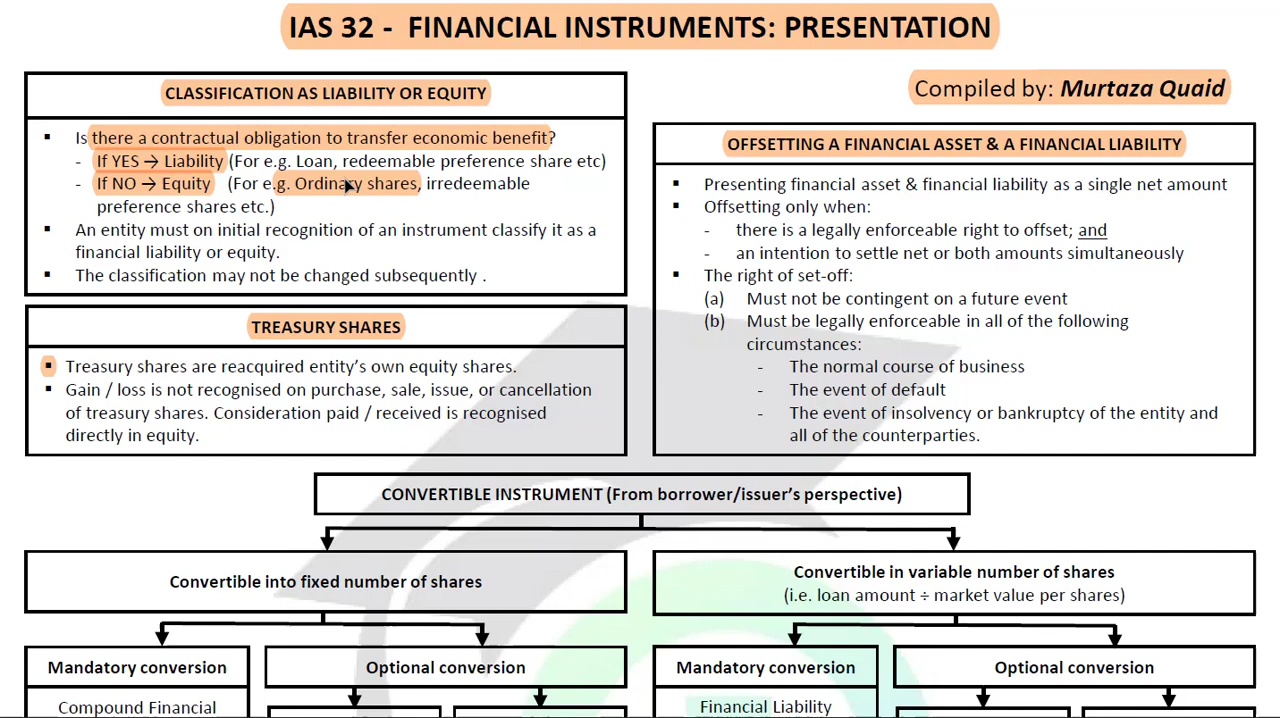 IAS 32 - FINANCIAL INSTRUMENTS: PRESENTATION
Compiled by: Murtaza Quaid
CLASSIFICATION AS LIABILITY OR EQUITY
▪ Is there a contractual obligation to transfer economic benefit?
- If YES → Liability (For e.g. Loan, redeemable preference share etc)
- If NO → Equity (For e.g. Ordinary shares, irredeemable
preference shares etc.)
▪ An entity must on initial recognition of an instrument classify it as a
financial liability or equity.
▪ The classification may not be changed subsequently .
TREASURY SHARES
▪ Treasury shares are reacquired entity’s own equity shares.
▪ Gain / loss is not recognised on purchase, sale, issue, or cancellation
of treasury shares. Consideration paid / received is recognised
directly in equity.
OFFSETTING A FINANCIAL ASSET & A FINANCIAL LIABILITY
▪ Presenting financial asset & financial liability as a single net amount
▪ Offsetting only when:
- there is a legally enforceable right to offset; and
- an intention to settle net or both amounts simultaneously
▪ The right of set-off:
(a) Must not be contingent on a future event
(b) Must be legally enforceable in all of the following
circumstances:
- The normal course of business
- The event of default
- The event of insolvency or bankruptcy of the entity and
all of the counterparties.
CONVERTIBLE INSTRUMENT (From borrower/issuer’s perspective)
Convertible into fixed number of shares
Convertible in variable number of shares
(i.e. loan amount ÷ market value per shares)
Mandatory conversion
Optional conversion
Mandatory conversion
Optional conversion
Compound Financial
Financial Liability